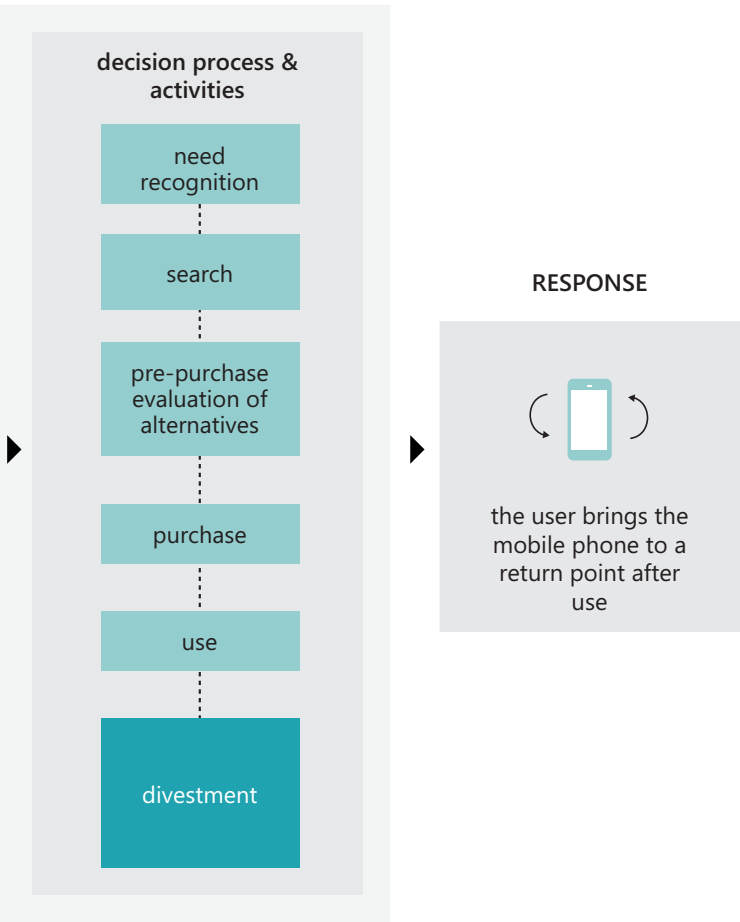 decision process &
activities
need
recognition
search
pre-purchase
evaluation of
alternatives
purchase
use
divestment
RESPONSE
the user brings the
mobile phone to a
return point after
use